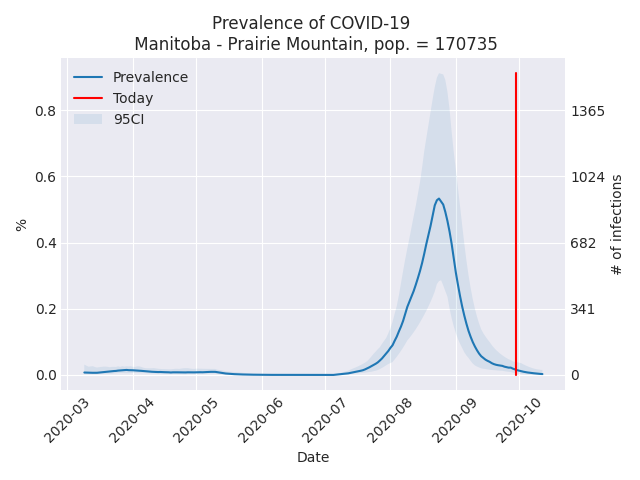 Prevalence of COVID-19
Manitoba - Prairie Mountain, pop. = 170735
Prevalence
Today
95CI
0.8
0.6
0.4
0.2
0.0
%
1365
1024
682
341
0
# of infections
2020-03
2020-04
2020-05
2020-06
2020-07
2020-08
2020-09
2020-10
Date